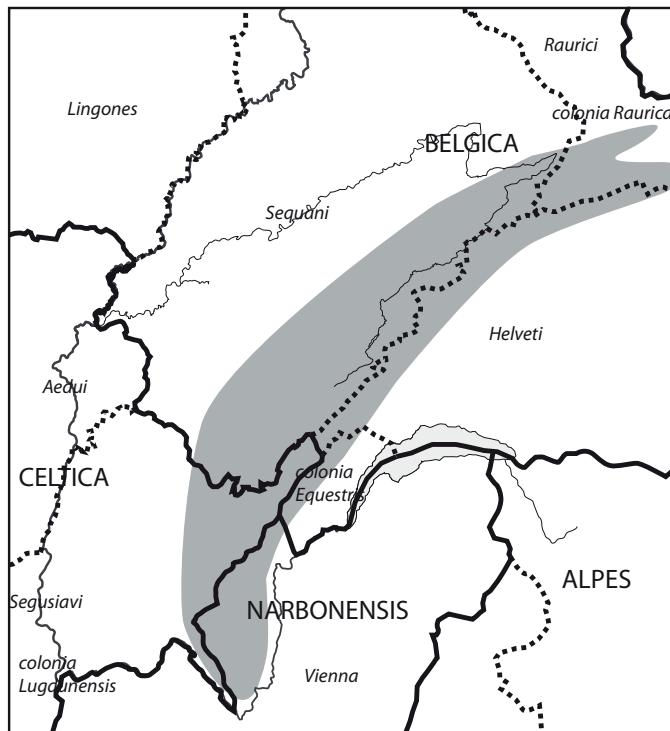 Raurici
Lingones
colonia Raurica
BELGICA
Sequani
Helveti
Aedui
CELTICA
colonia
Equestris
Segusiavi
NARBONENSIS
ALPES
colonia
Lugdunensis
Vienna